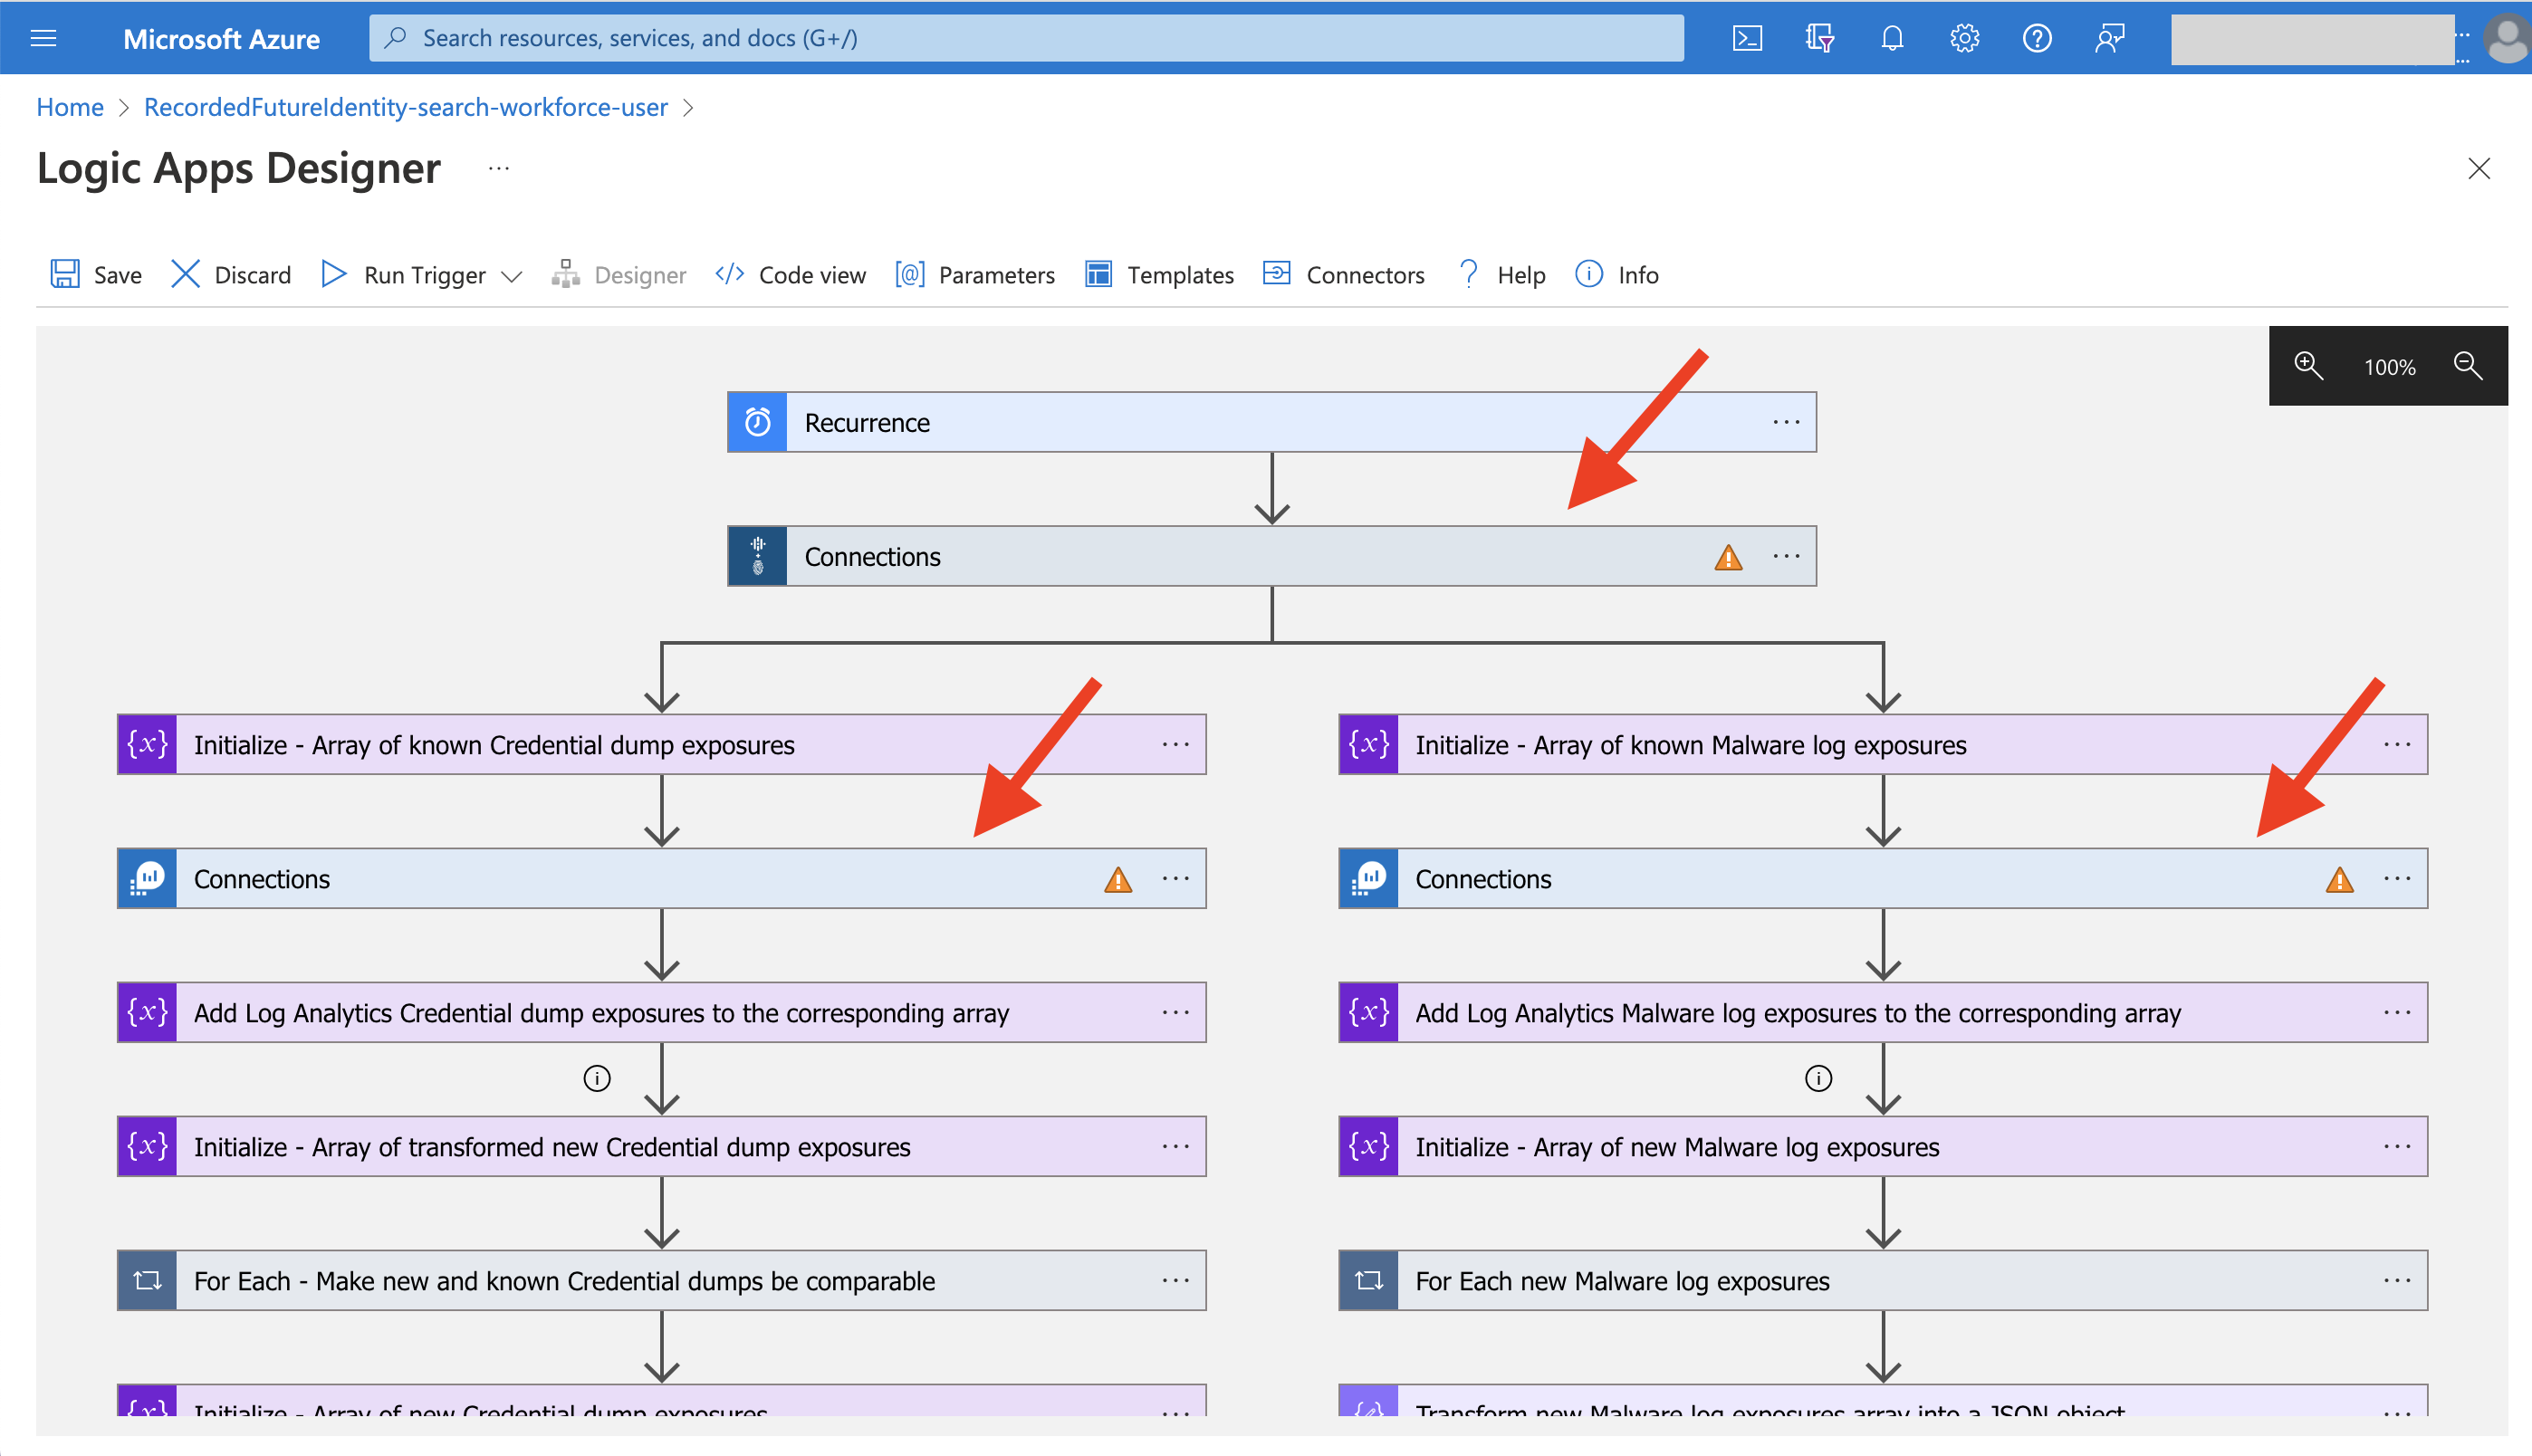 Microsoft Azure
Search resources, services, and docs (G+/)
Home > RecordedFutureIdentity-search-workforce-user >
Logic Apps Designer ...
Save Discard Run Trigger Designer </> Code view [@] Parameters Templates Connectors ? Help Info
100%
Recurrence ...
Connections ...
{x} Initialize - Array of known Credential dump exposures ...
{x} Initialize - Array of known Malware log exposures ...
Connections ...
Connections ...
{x} Add Log Analytics Credential dump exposures to the corresponding array ...
{x} Add Log Analytics Malware log exposures to the corresponding array ...
{x} Initialize - Array of transformed new Credential dump exposures ...
{x} Initialize - Array of new Malware log exposures ...
For Each - Make new and known Credential dumps be comparable ...
For Each new Malware log exposures ...
{x} Initialize - Array of new Credential dump exposures ...
Transform new Malware log exposures array into a JSON object ...